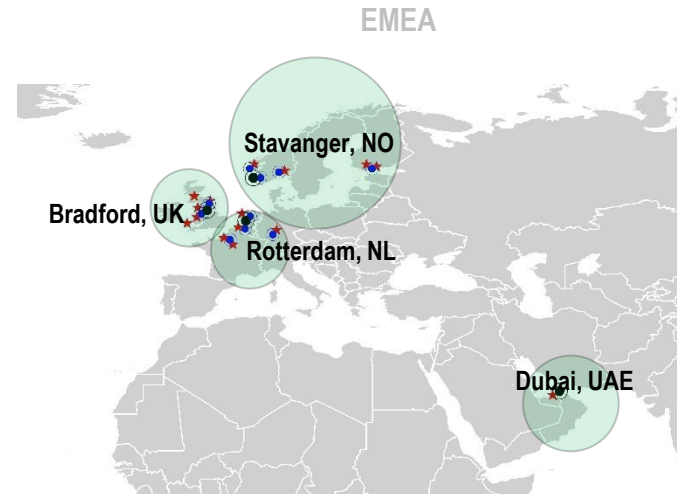 EMEA
Stavanger, NO
Bradford, UK
Rotterdam, NL
Dubai, UAE